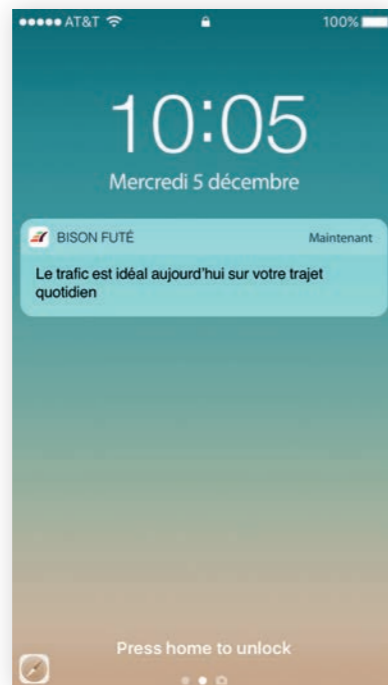 AT&T 100%
10:05
Mercredi 5 décembre
BISON FUTÉ Maintenant
Le trafic est idéal aujourd'hui sur votre trajet
quotidien
Press home to unlock